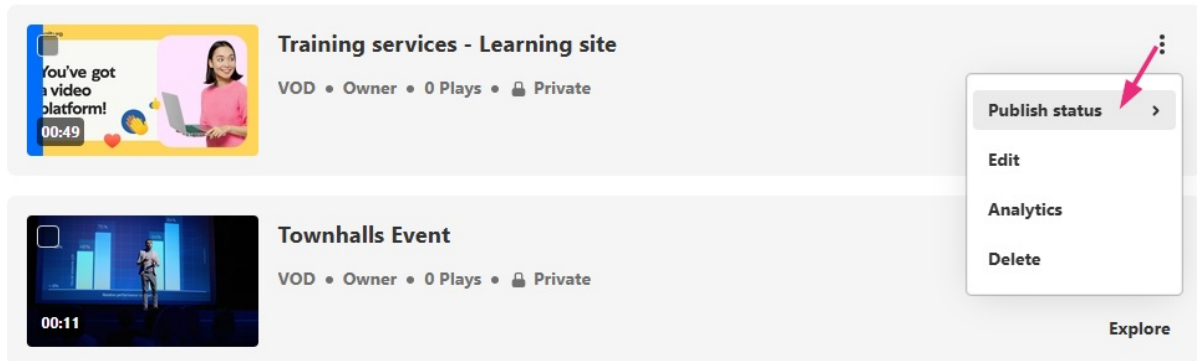 Training services - Learning site
VOD • Owner • 0 Plays • Private
You've got
a video
platform!
00:49
Publish status
Edit
Analytics
Delete
Townhalls Event
VOD • Owner • 0 Plays • Private
00:11
Explore